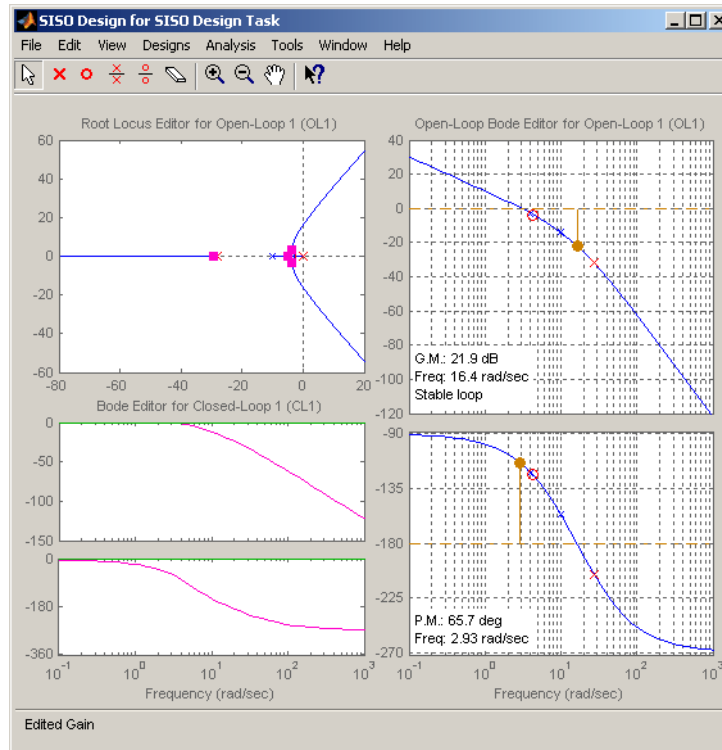 SISO Design for SISO Design Task
File Edit View Designs Analysis Tools Window Help
Root Locus Editor for Open-Loop 1 (OL1)
60
40
20
0
-20
-40
-60
-80 -60 -40 -20 0 20
Bode Editor for Closed-Loop 1 (CL1)
0
-50
-100
-150
0
-180
-360
10^-1 10^0 10^1 10^2 10^3
Frequency (rad/sec)
Open-Loop Bode Editor for Open-Loop 1 (OL1)
40
20
0
-20
-40
-60
-80
-100
-120
G.M.: 21.9 dB
Freq: 16.4 rad/sec
Stable loop
-90
-135
-180
-225
-270
P.M.: 65.7 deg
Freq: 2.93 rad/sec
10^-1 10^0 10^1 10^2 10^3
Frequency (rad/sec)
Edited Gain